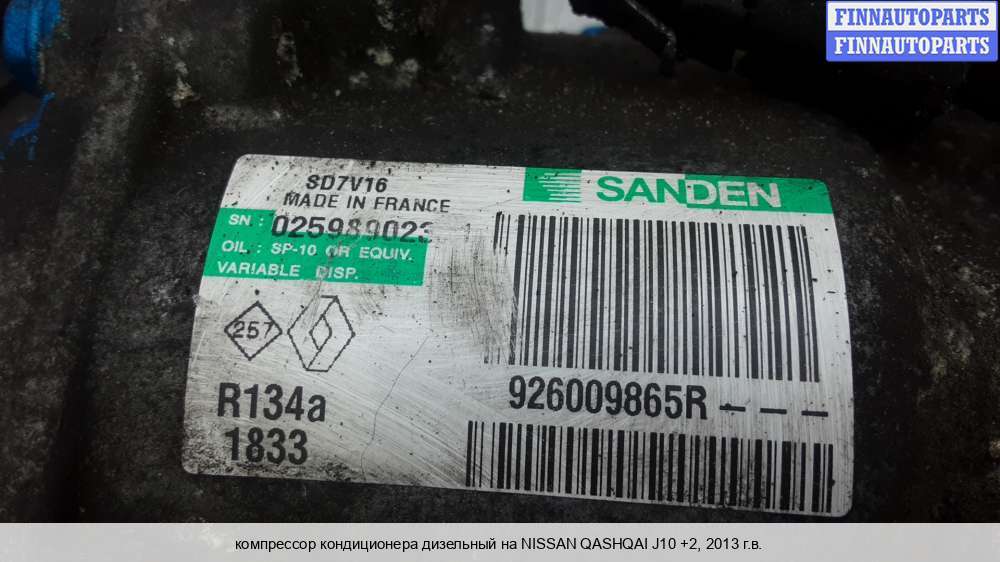 FINNAUTOPARTS
FINNAUTOPARTS
SD7V16
MADE IN FRANCE
SANDEN
SN : 025989023
OIL : SP-10 OR EQUIV.
VARIABLE DISP.
257
R134a
1833
926009865R - - -
компрессор кондиционера дизельный на NISSAN QASHQAI J10 +2, 2013 г.в.